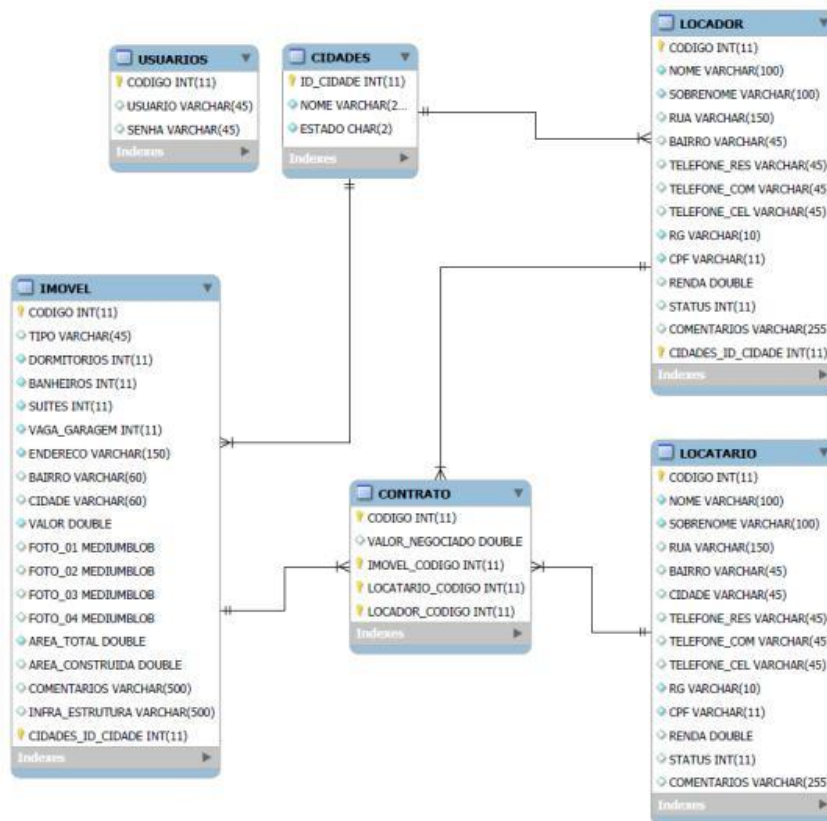 USUARIOS
CODIGO INT(11)
USUARIO VARCHAR(45)
SENHA VARCHAR(45)
Indexes
CIDADES
ID_CIDADE INT(11)
NOME VARCHAR(2...
ESTADO CHAR(2)
Indexes
LOCADOR
CODIGO INT(11)
NOME VARCHAR(100)
SOBRENOME VARCHAR(100)
RUA VARCHAR(150)
BAIRRO VARCHAR(45)
TELEFONE_RES VARCHAR(45)
TELEFONE_COM VARCHAR(45
TELEFONE_CEL VARCHAR(45)
RG VARCHAR(10)
CPF VARCHAR(11)
RENDA DOUBLE
STATUS INT(11)
COMENTARIOS VARCHAR(255
CIDADES_ID_CIDADE INT(11)
Indexes
IMOVEL
CODIGO INT(11)
TIPO VARCHAR(45)
DORMITORIOS INT(11)
BANHEIROS INT(11)
SUITES INT(11)
VAGA_GARAGEM INT(11)
ENDERECO VARCHAR(150)
BAIRRO VARCHAR(60)
CIDADE VARCHAR(60)
VALOR DOUBLE
FOTO_01 MEDIUMBLOB
FOTO_02 MEDIUMBLOB
FOTO_03 MEDIUMBLOB
FOTO_04 MEDIUMBLOB
AREA_TOTAL DOUBLE
AREA_CONSTRUIDA DOUBLE
COMENTARIOS VARCHAR(500)
INFRA_ESTRUTURA VARCHAR(500)
CIDADES_ID_CIDADE INT(11)
Indexes
CONTRATO
CODIGO INT(11)
VALOR_NEGOCIADO DOUBLE
IMOVEL_CODIGO INT(11)
LOCATARIO_CODIGO INT(11)
LOCADOR_CODIGO INT(11)
Indexes
LOCATARIO
CODIGO INT(11)
NOME VARCHAR(100)
SOBRENOME VARCHAR(100)
RUA VARCHAR(150)
BAIRRO VARCHAR(45)
CIDADE VARCHAR(45)
TELEFONE_RES VARCHAR(45)
TELEFONE_COM VARCHAR(45
TELEFONE_CEL VARCHAR(45)
RG VARCHAR(10)
CPF VARCHAR(11)
RENDA DOUBLE
STATUS INT(11)
COMENTARIOS VARCHAR(255
Indexes